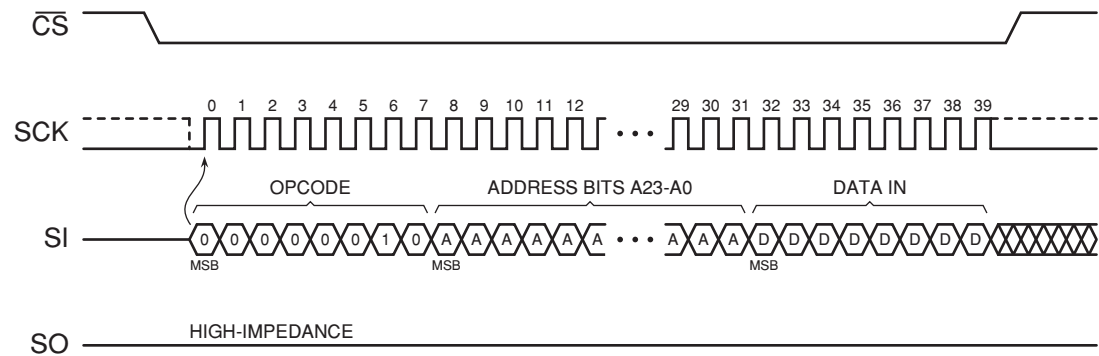 CS
0 1 2 3 4 5 6 7 8 9 10 11 12 29 30 31 32 33 34 35 36 37 38 39
SCK
OPCODE ADDRESS BITS A23-A0 DATA IN
SI 0 0 0 0 0 0 1 0 A A A A A A A A A D D D D D D D D
MSB MSB MSB
HIGH-IMPEDANCE
SO